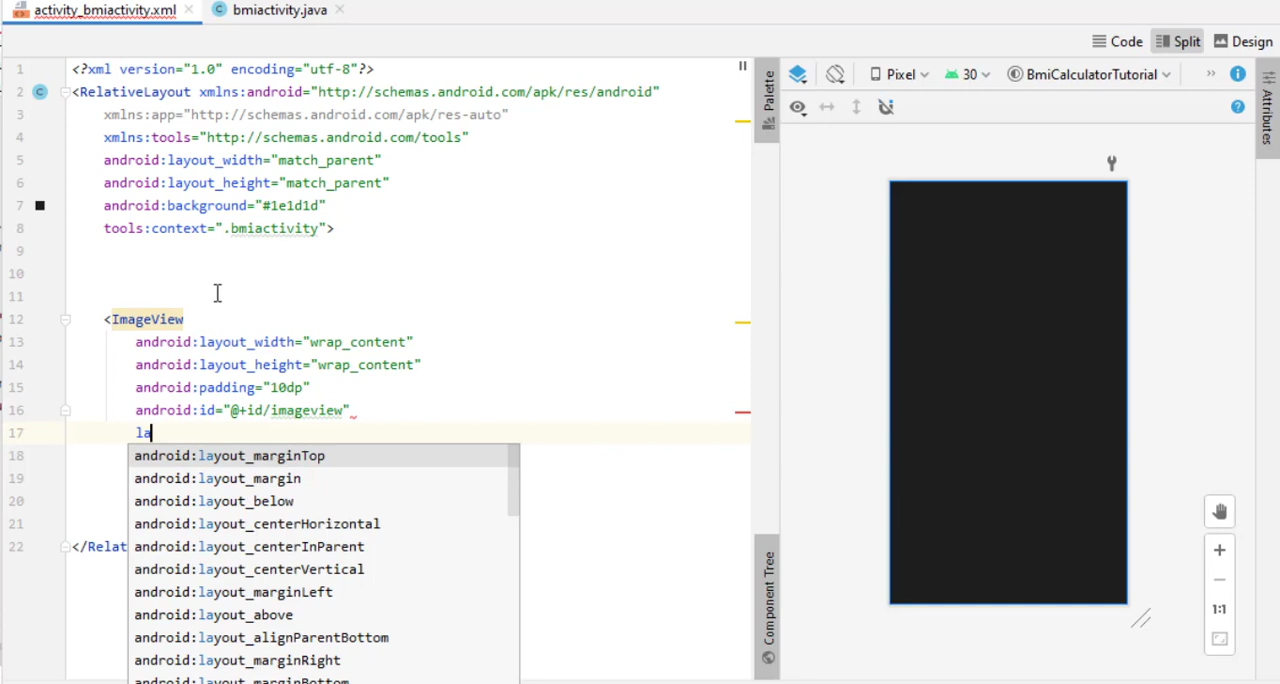 activity_bmiactivity.xml
bmiactivity.java
Code
Split
Design
1 <?xml version="1.0" encoding="utf-8"?>
2 <RelativeLayout xmlns:android="http://schemas.android.com/apk/res/android"
3 xmlns:app="http://schemas.android.com/apk/res-auto"
4 xmlns:tools="http://schemas.android.com/tools"
5 android:layout_width="match_parent"
6 android:layout_height="match_parent"
7 android:background="#1e1d1d"
8 tools:context=".bmiactivity">
9
10
11
12 <ImageView
13 android:layout_width="wrap_content"
14 android:layout_height="wrap_content"
15 android:padding="10dp"
16 android:id="@+id/imageview"
17 la
18 android:layout_marginTop
19 android:layout_margin
20 android:layout_below
21 android:layout_centerHorizontal
22 </Relat android:layout_centerInParent
android:layout_centerVertical
android:layout_marginLeft
android:layout_above
android:layout_alignParentBottom
android:layout_marginRight
android:layout_marginBottom
Palette
Component Tree
Pixel
30
BmiCalculatorTutorial
1:1
Attributes